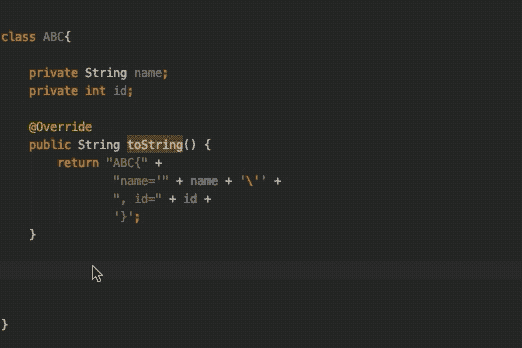 class ABC{
private String name;
private int id;
@Override
public String toString() {
return "ABC{" +
"name='" + name + '\'' +
", id=" + id +
'}';
}
}